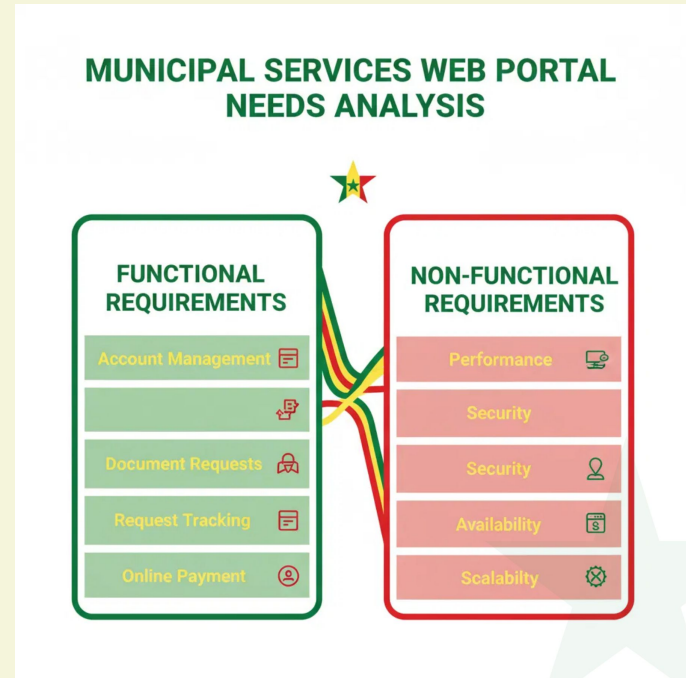 MUNICIPAL SERVICES WEB PORTAL
NEEDS ANALYSIS
FUNCTIONAL
REQUIREMENTS
Account Management
Document Requests
Request Tracking
Online Payment
NON-FUNCTIONAL
REQUIREMENTS
Performance
Security
Security
Availability
S
Scalabilty